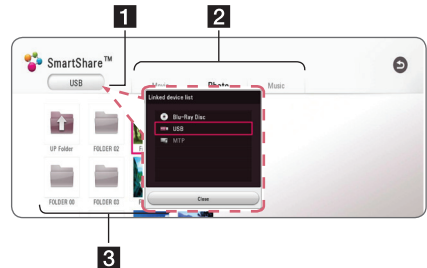 1
2
SmartShare™
USB
Photo
Music
Linked device list
Blu-Ray Disc
USB
MTP
UP Folder
FOLDER 02
FOLDER 00
FOLDER 03
Close
3